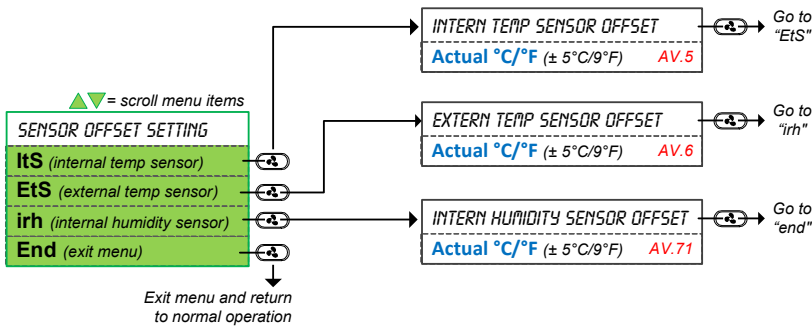 INTERN TEMP SENSOR OFFSET
Actual °C/°F (± 5°C/9°F) AV.5
Go to
“EtS"
= scroll menu items
SENSOR OFFSET SETTING
ItS (internal temp sensor)
EtS (external temp sensor)
irh (internal humidity sensor)
End (exit menu)
Exit menu and return
to normal operation
EXTERN TEMP SENSOR OFFSET
Actual °C/°F (± 5°C/9°F) AV.6
Go to
“irh"
INTERN HUMIDITY SENSOR OFFSET
Actual °C/°F (± 5°C/9°F) AV.71
Go to
“end"